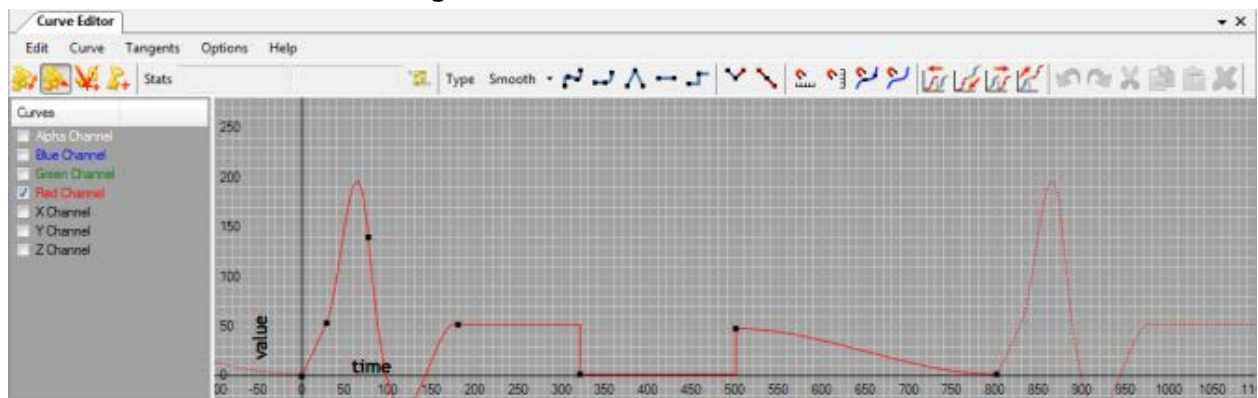 Curve Editor
Edit Curve Tangents Options Help
Stats Type Smooth
Curves
Alpha Channel
Blue Channel
Green Channel
Red Channel
X Channel
Y Channel
Z Channel
250
200
150
100
50
0
value
time
00 -50 0 50 100 150 200 250 300 350 400 450 500 550 600 650 700 750 800 850 900 950 1000 1050 11